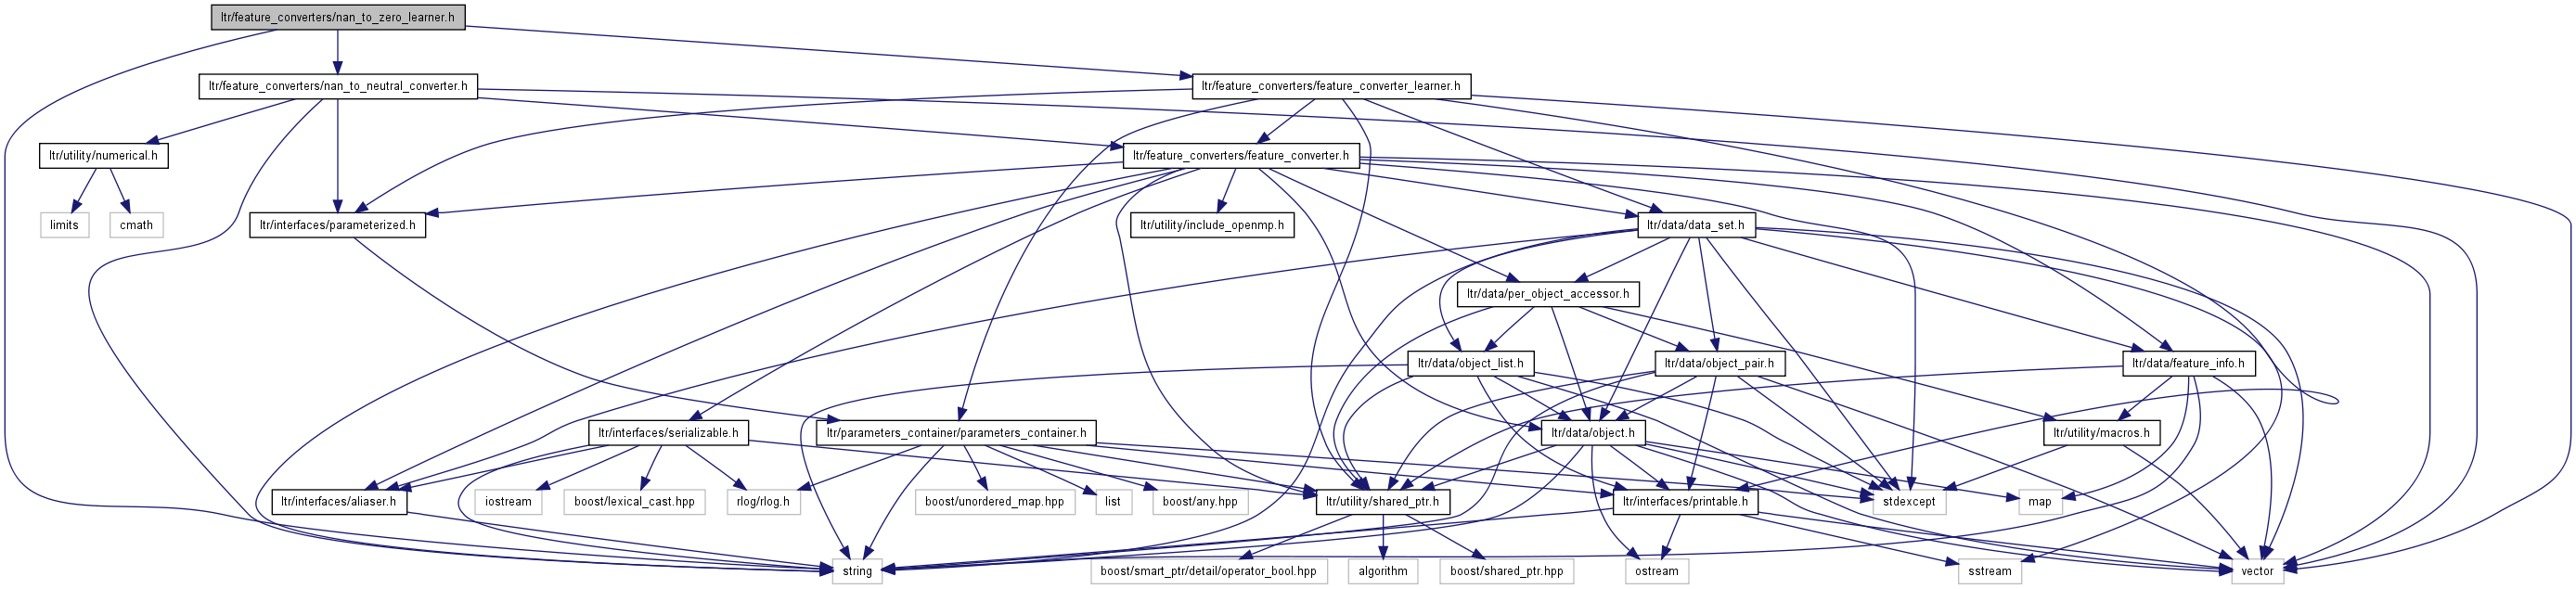 ltr/feature_converters/nan_to_zero_learner.h
ltr/feature_converters/nan_to_neutral_converter.h
ltr/feature_converters/feature_converter_learner.h
ltr/utility/numerical.h
ltr/feature_converters/feature_converter.h
limits
cmath
ltr/interfaces/parameterized.h
ltr/utility/include_openmp.h
ltr/data/data_set.h
ltr/data/per_object_accessor.h
ltr/data/object_list.h
ltr/data/object_pair.h
ltr/data/feature_info.h
ltr/interfaces/serializable.h
ltr/parameters_container/parameters_container.h
ltr/data/object.h
ltr/utility/macros.h
ltr/interfaces/aliaser.h
iostream
boost/lexical_cast.hpp
rlog/rlog.h
boost/unordered_map.hpp
list
boost/any.hpp
ltr/utility/shared_ptr.h
ltr/interfaces/printable.h
stdexcept
map
string
boost/smart_ptr/detail/operator_bool.hpp
algorithm
boost/shared_ptr.hpp
ostream
sstream
vector